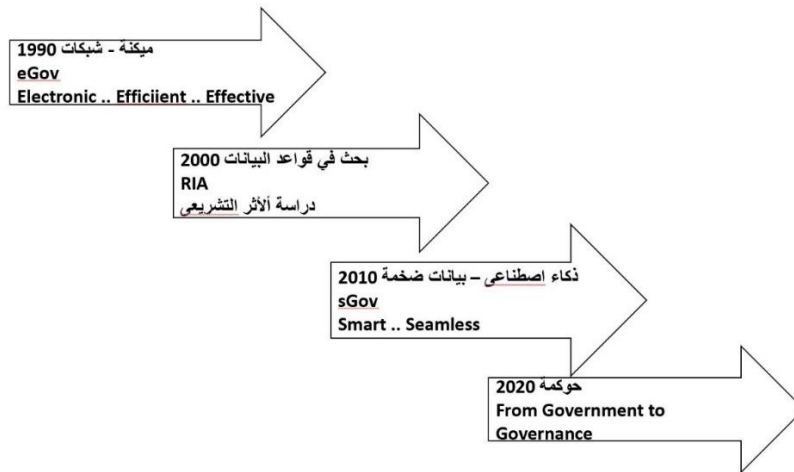 ميكنة - شبكات 1990
eGov
Electronic .. Efficiient .. Effective
بحث في قواعد البيانات 2000
RIA
دراسة ألأثر التشريعي
ذكاء اصطناعى – بيانات ضخمة 2010
sGov
Smart .. Seamless
حوكمة 2020
From Government to
Governance